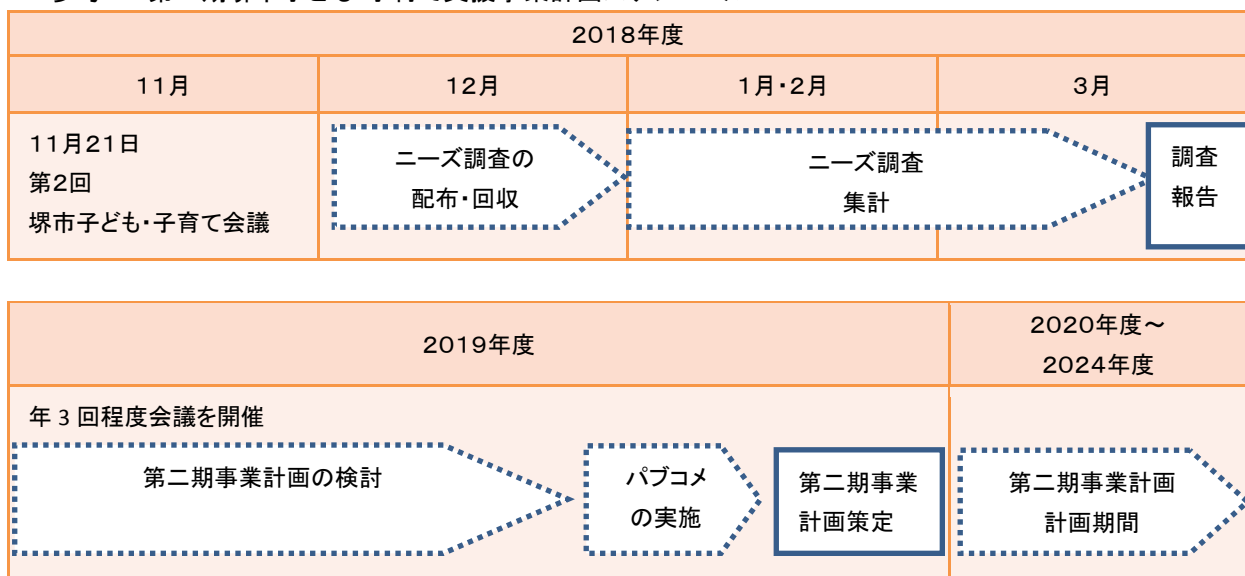 2018年度
11月
12月
1月・2月
3月
11月21日
第2回
堺市子ども・子育て会議
ニーズ調査の
配布・回収
ニーズ調査
集計
調査
報告
2019年度
2020年度～
2024年度
年3回程度会議を開催
第二期事業計画の検討
パブコメ
の実施
第二期事業
計画策定
第二期事業計画
計画期間